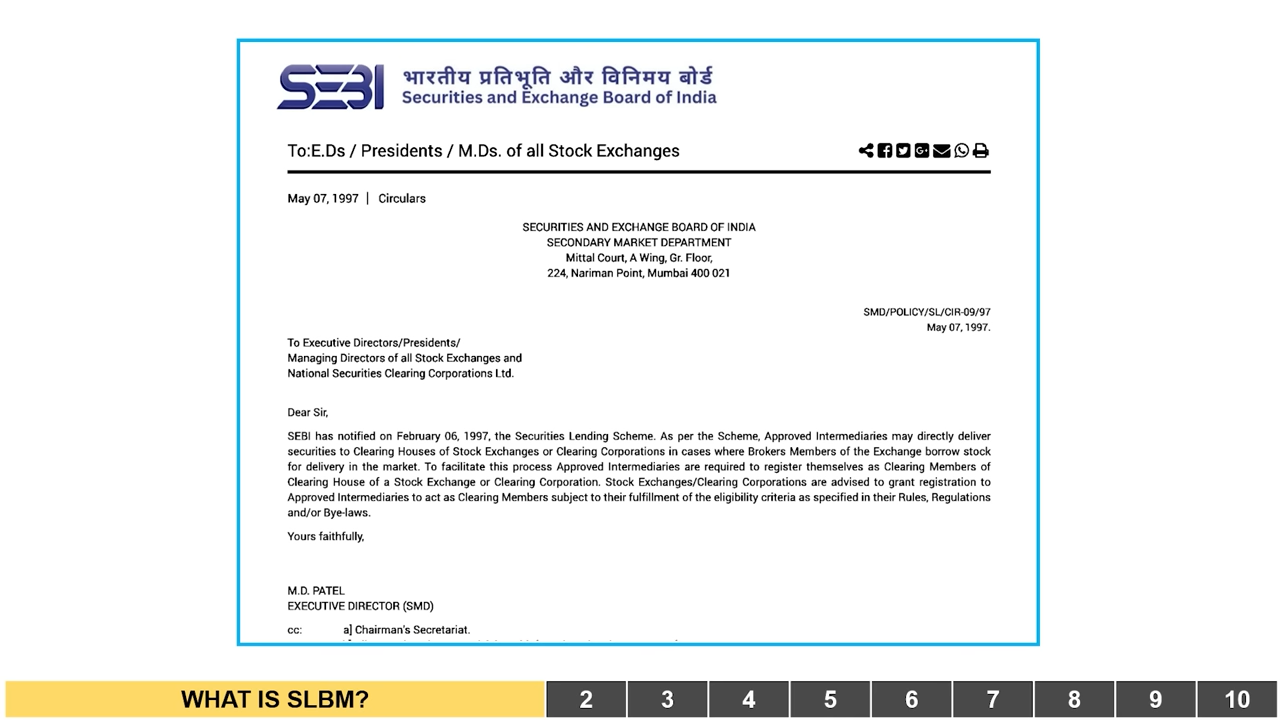 SEBI
भारतीय प्रतिभूति और विनिमय बोर्ड
Securities and Exchange Board of India
To:E.Ds / Presidents / M.Ds. of all Stock Exchanges
May 07, 1997 | Circulars
SECURITIES AND EXCHANGE BOARD OF INDIA
SECONDARY MARKET DEPARTMENT
Mittal Court, A Wing, Gr. Floor,
224, Nariman Point, Mumbai 400 021
SMD/POLICY/SL/CIR-09/97
May 07, 1997.
To Executive Directors/Presidents/
Managing Directors of all Stock Exchanges and
National Securities Clearing Corporations Ltd.
Dear Sir,
SEBI has notified on February 06, 1997, the Securities Lending Scheme. As per the Scheme, Approved Intermediaries may directly deliver
securities to Clearing Houses of Stock Exchanges or Clearing Corporations in cases where Brokers Members of the Exchange borrow stock
for delivery in the market. To facilitate this process Approved Intermediaries are required to register themselves as Clearing Members of
Clearing House of a Stock Exchange or Clearing Corporation. Stock Exchanges/Clearing Corporations are advised to grant registration to
Approved Intermediaries to act as Clearing Members subject to their fulfillment of the eligibility criteria as specified in their Rules, Regulations
and/or Bye-laws.
Yours faithfully,
M.D. PATEL
EXECUTIVE DIRECTOR (SMD)
cc: a] Chairman's Secretariat.
WHAT IS SLBM? 2 3 4 5 6 7 8 9 10